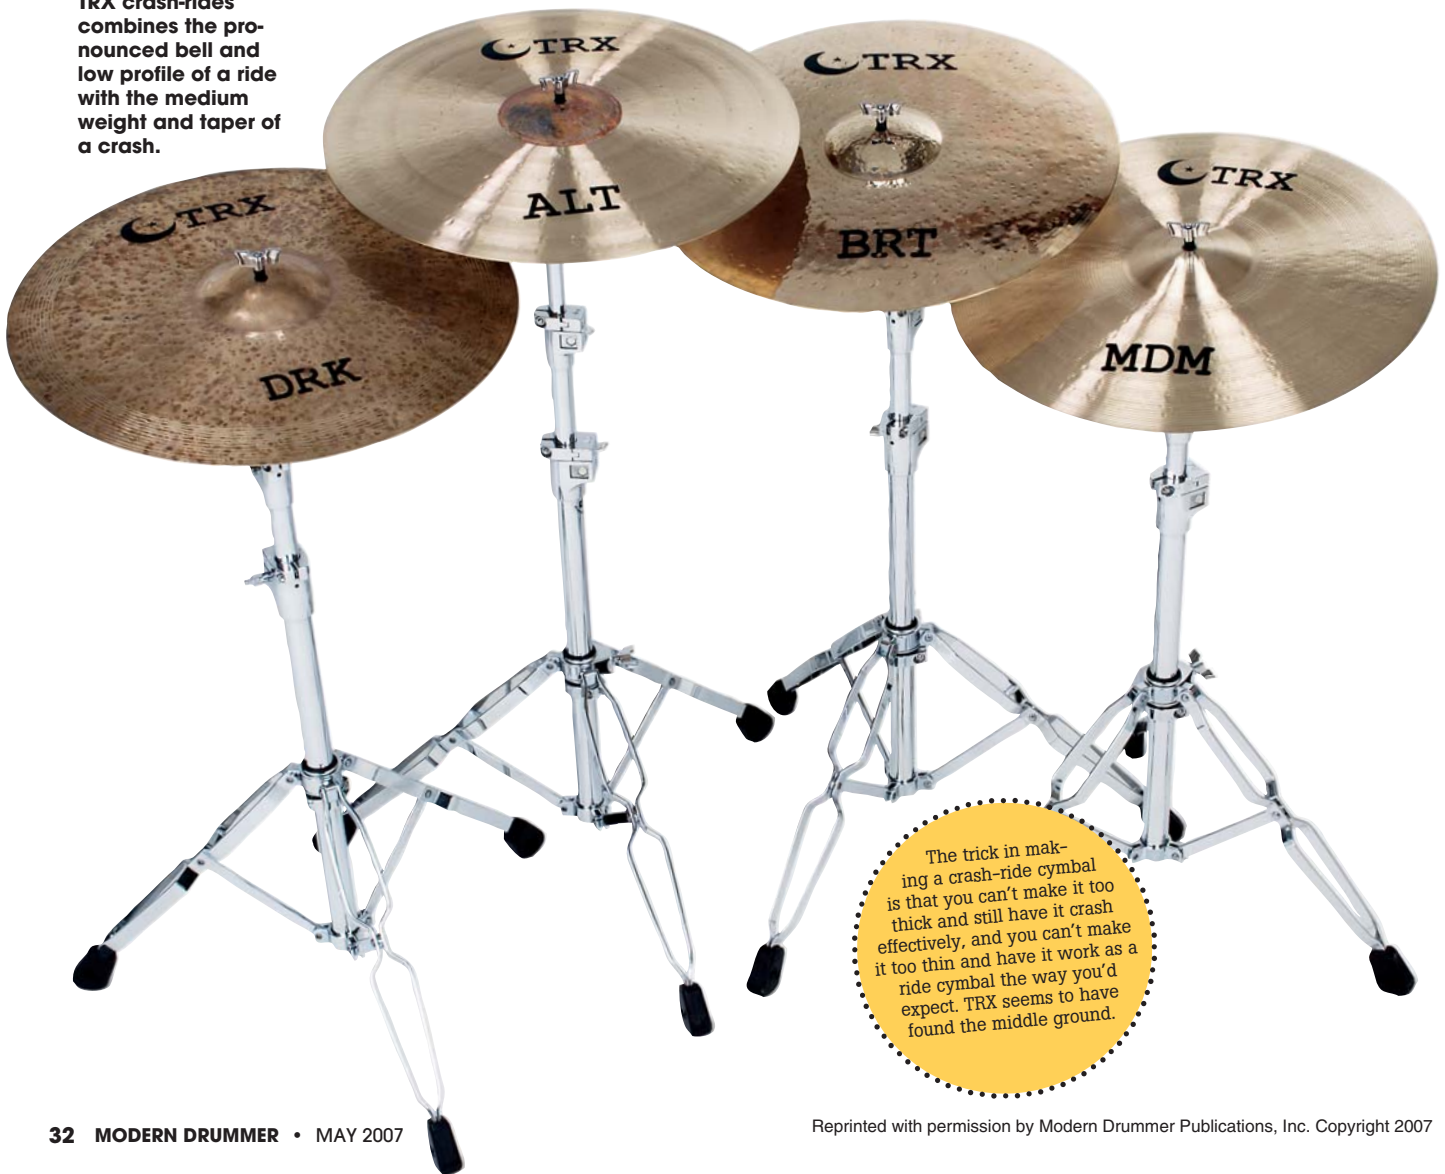 TRX crash-rides
combines the pro-
nounced bell and
low profile of a ride
with the medium
weight and taper of
a crash.
TRX
DRK
TRX
ALT
TRX
BRT
TRX
MDM
The trick in mak-
ing a crash-ride cymbal
is that you can't make it too
thick and still have it crash
effectively, and you can't make
it too thin and have it work as a
ride cymbal the way you'd
expect. TRX seems to have
found the middle ground.
32 MODERN DRUMMER • MAY 2007
Reprinted with permission by Modern Drummer Publications, Inc. Copyright 2007